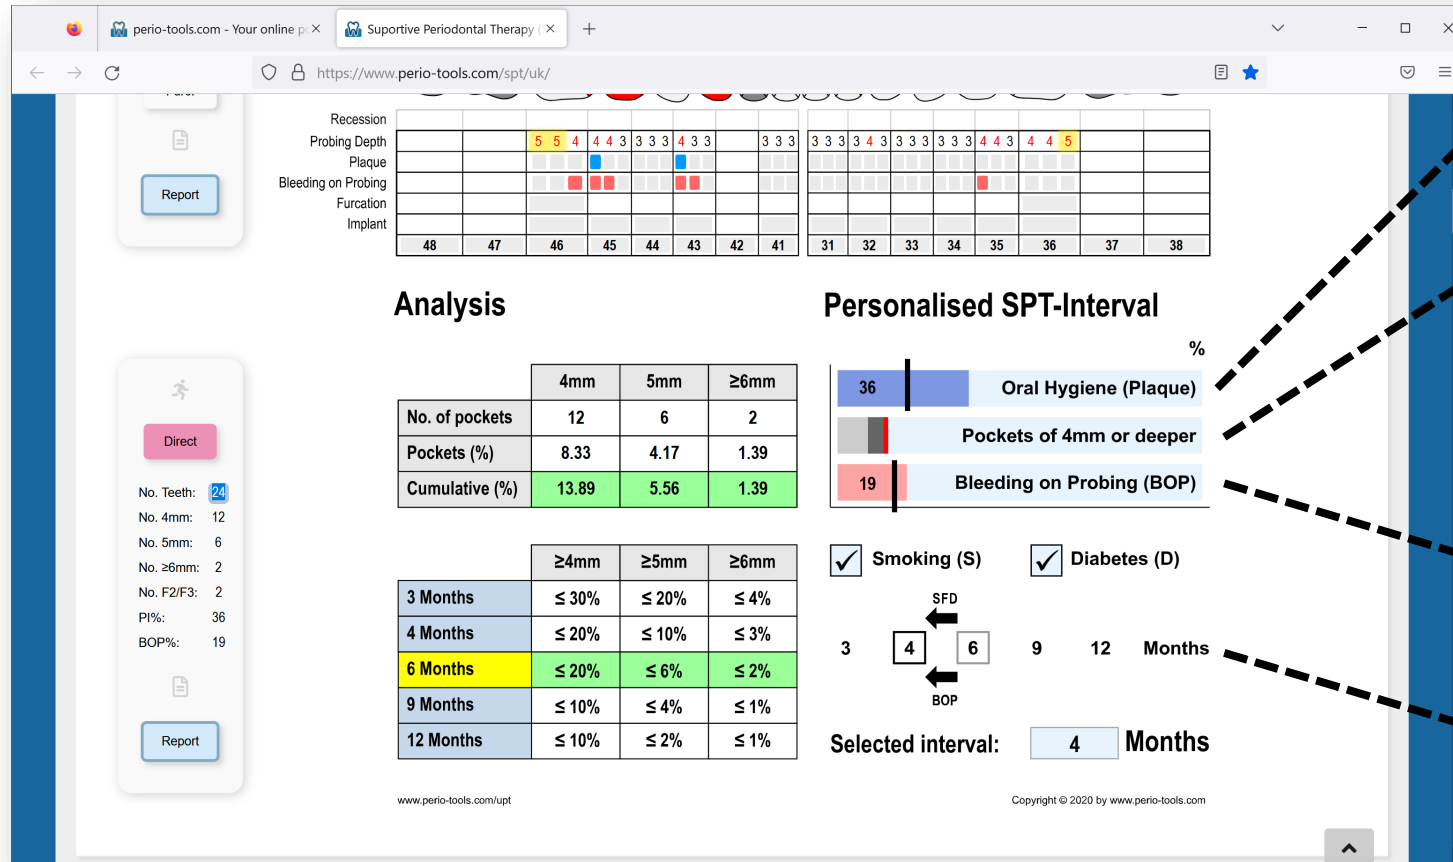 perio-tools.com - Your online p
Suportive Periodontal Therapy (
https://www.perio-tools.com/spt/uk/
Recession
Probing Depth 5 5 4 4 4 3 3 3 3 4 3 3 3 3 3 3 3 3 3 4 3 3 3 3 3 3 3 4 4 3 4 4 5
Plaque
Bleeding on Probing
Furcation
Implant
48 47 46 45 44 43 42 41 31 32 33 34 35 36 37 38
Report
Analysis
4mm 5mm ≥6mm
No. of pockets 12 6 2
Pockets (%) 8.33 4.17 1.39
Cumulative (%) 13.89 5.56 1.39
≥4mm ≥5mm ≥6mm
3 Months ≤ 30% ≤ 20% ≤ 4%
4 Months ≤ 20% ≤ 10% ≤ 3%
6 Months ≤ 20% ≤ 6% ≤ 2%
9 Months ≤ 10% ≤ 4% ≤ 1%
12 Months ≤ 10% ≤ 2% ≤ 1%
Personalised SPT-Interval
%
36 Oral Hygiene (Plaque)
Pockets of 4mm or deeper
19 Bleeding on Probing (BOP)
✓ Smoking (S) ✓ Diabetes (D)
SFD
3 4 6 9 12 Months
BOP
Selected interval: 4 Months
Direct
No. Teeth: 24
No. 4mm: 12
No. 5mm: 6
No. ≥6mm: 2
No. F2/F3: 2
PI%: 36
BOP%: 19
Report
www.perio-tools.com/upt
Copyright © 2020 by www.perio-tools.com